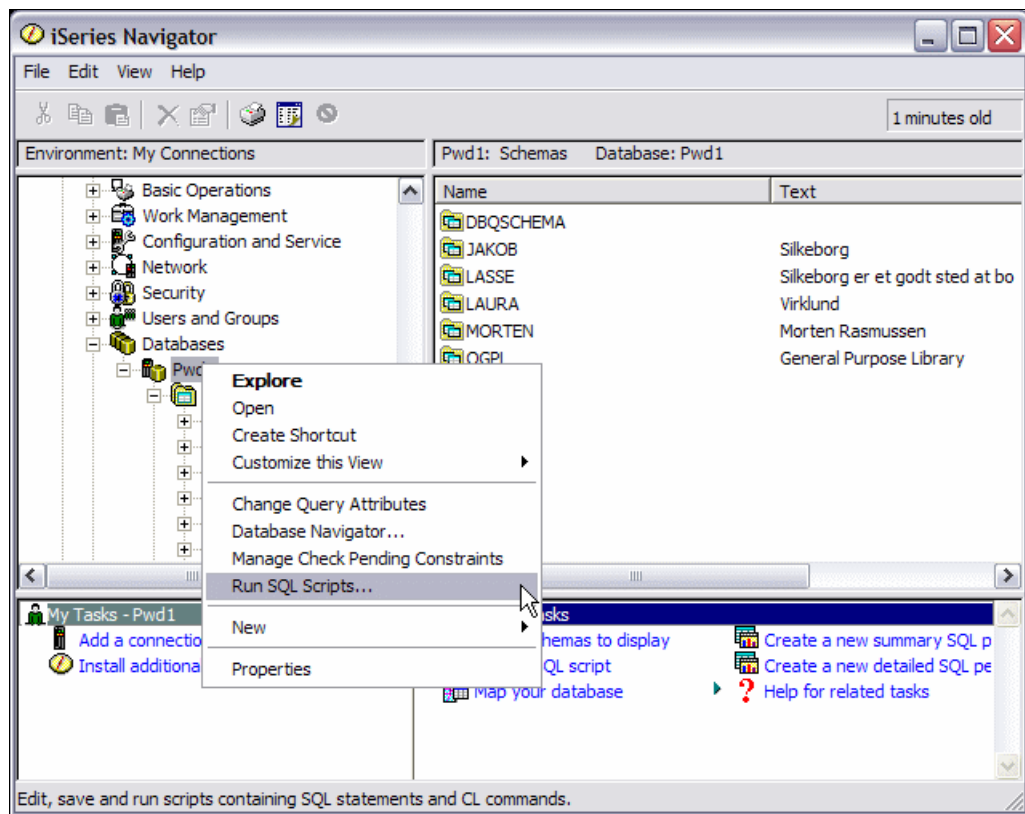 iSeries Navigator
File Edit View Help
1 minutes old
Environment: My Connections
Pwd1: Schemas Database: Pwd1
Basic Operations
Work Management
Configuration and Service
Network
Security
Users and Groups
Databases
Name Text
DBQSCHEMA
JAKOB Silkeborg
LASSE Silkeborg er et godt sted at bo
LAURA Virklund
MORTEN Morten Rasmussen
QGPL General Purpose Library
Explore
Open
Create Shortcut
Customize this View
Change Query Attributes
Database Navigator...
Manage Check Pending Constraints
Run SQL Scripts...
New
Properties
My Tasks - Pwd1
Add a connectio
Install additiona
sks
hemas to display
QL script
Map your database
Create a new summary SQL p
Create a new detailed SQL pe
Help for related tasks
Edit, save and run scripts containing SQL statements and CL commands.